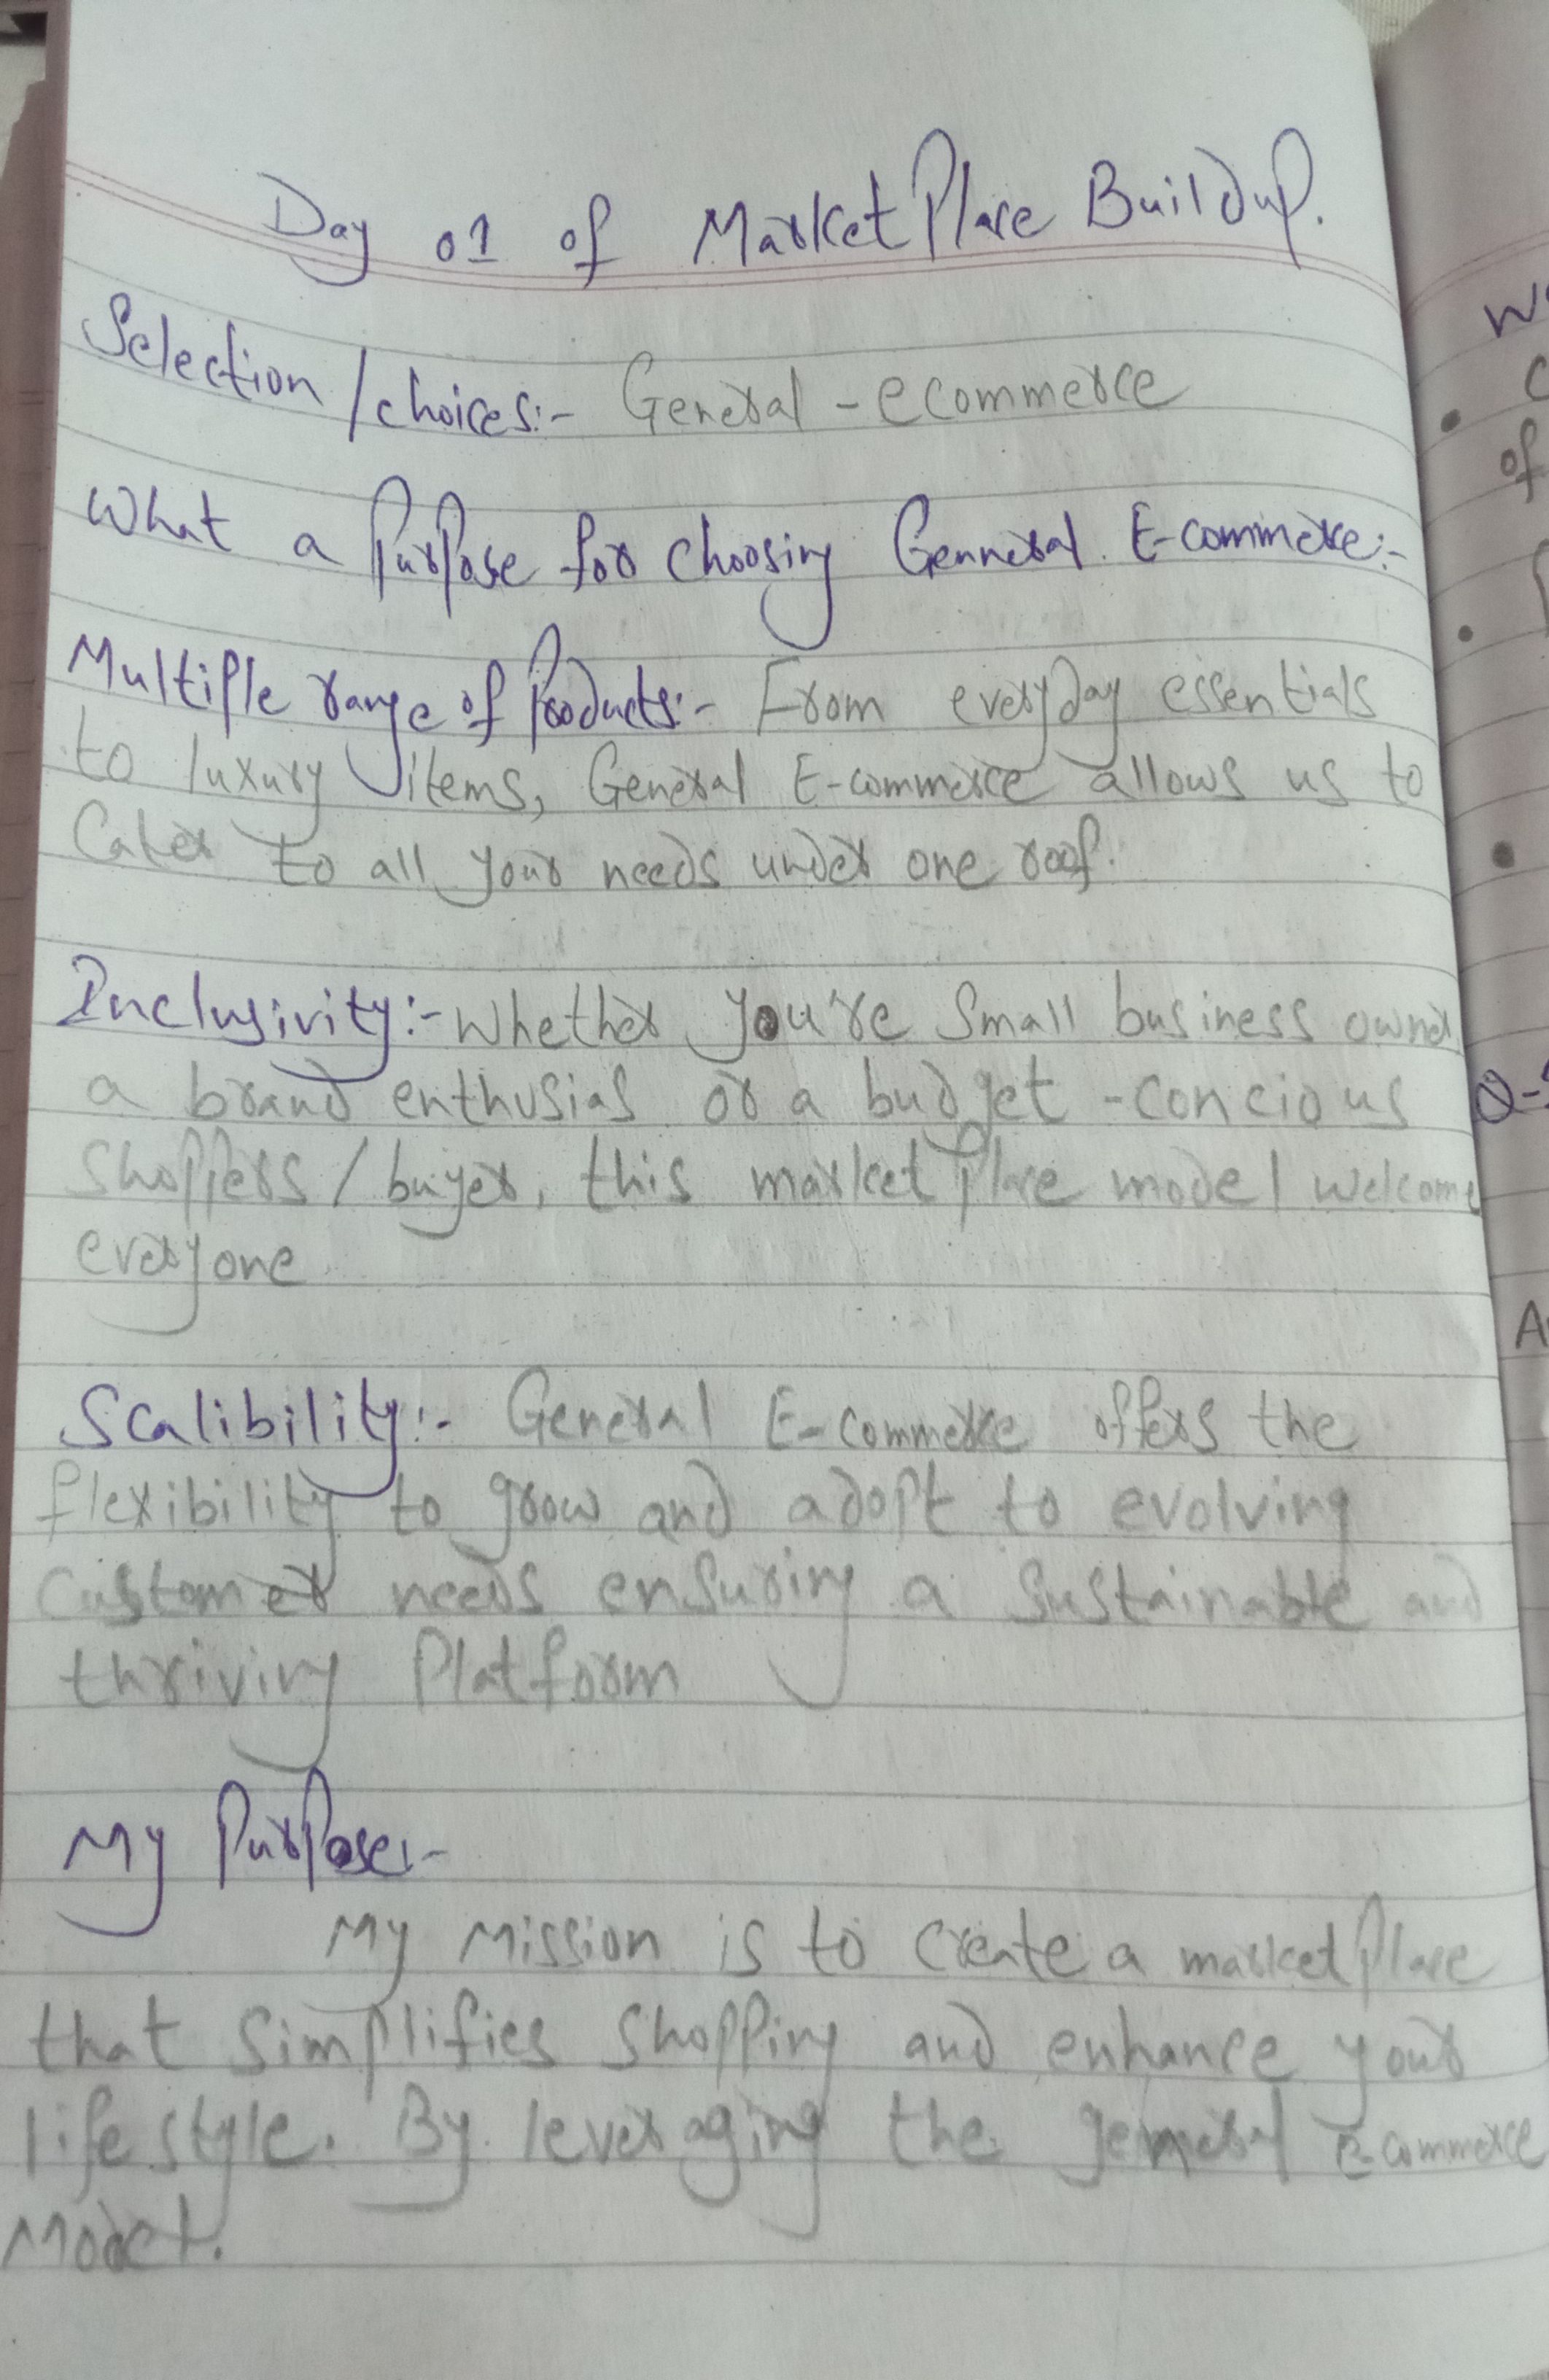 Day 01 of MarketPlace Buildup.
Selection/choices:- General-ecommerce
What a Purpose for choosing Genneral. E-commerce:-
Multiple range of Products:- From everyday essentials
to luxury items, General E-commerce allows us to
Cater to all your needs under one roof.
Inclusivity:- Whether you're Small business owner
a brand enthusias or a budget-concious
Shoppers/buyer, this market place model welcome
everyone
Scalibility:- General E-commerce offers the
flexibility to grow and adopt to evolving
Customer needs ensuring a Sustainable and
thriving Platform
My Purpose:-
My Mission is to Create a marketplace
that Simplifies Shopping and enhance your
lifestyle. By leveraging the general e-commerce
Model.
W
C
of
Q-
A